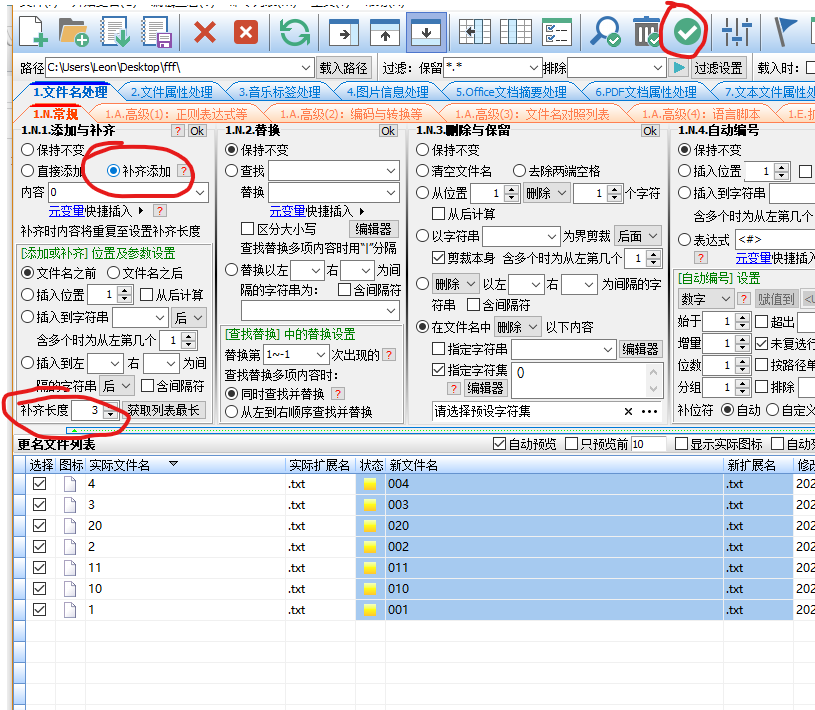 路径 C:\Users\Leon\Desktop\fff\ 载入路径 过滤: 保留 *.* 排除 过滤设置 载入时:
1.文件名处理 2.文件属性处理 3.音乐标签处理 4.图片信息处理 5.Office文档摘要处理 6.PDF文档属性处理
1.N.常规 1.A.高级(1): 正则表达式等 1.A.高级(2): 编码与转换等 1.A.高级(3): 文件名对照列表 1.A.高级(4): 语言脚本
1.N.1.添加与补齐 ? Ok
保持不变
直接添加 补齐添加 ?
内容 0
元变量快捷插入 ?
补齐时内容将重复至设置补齐长度
[添加或补齐] 位置及参数设置
文件名之前 文件名之后
插入位置 1 从后计算
插入到字符串 后
含多个时为从左第几个 1
插入到左 右 为间
隔的字符串 后 含间隔符
补齐长度 3 获取列表最长
1.N.2.替换 Ok
保持不变
查找
替换
元变量快捷插入
区分大小写 编辑器
查找替换多项内容时用"|"分隔
替换以左 右 为间
隔的字符串为: 含间隔符
[查找替换] 中的替换设置
替换第 1~-1 次出现的 ?
查找替换多项内容时:
同时查找并替换 ?
从左到右顺序查找并替换
1.N.3.删除与保留 Ok
保持不变
清空文件名 去除两端空格
从位置 1 删除 1 个字符
从后计算
以字符串 为界剪裁 后面
剪裁本身 含多个时为从左第几个 1
删除 以左 右 为间隔的字
符串 含间隔符
在文件名中 删除 以下内容
指定字符串 编辑器
指定字符集 0
? 编辑器
请选择预设字符集 × •••
1.N.4.自动编号
保持不变
插入位置 1
插入到字符串
含多个时为从左第几个
表达式 <#>
? 元变量快捷插入
[自动编号] 设置
数字 ? 赋值到
始于 1 超出
增量 1 未复选行
位数 1 按路径单
分组 1 排除
补位符 自动 自定义
更名文件列表 自动预览 只预览前 10 显示实际图标
选择 图标 实际文件名 实际扩展名 状态 新文件名 新扩展名
4 .txt 004 .txt 202
3 .txt 003 .txt 202
20 .txt 020 .txt 202
2 .txt 002 .txt 202
11 .txt 011 .txt 202
10 .txt 010 .txt 202
1 .txt 001 .txt 202